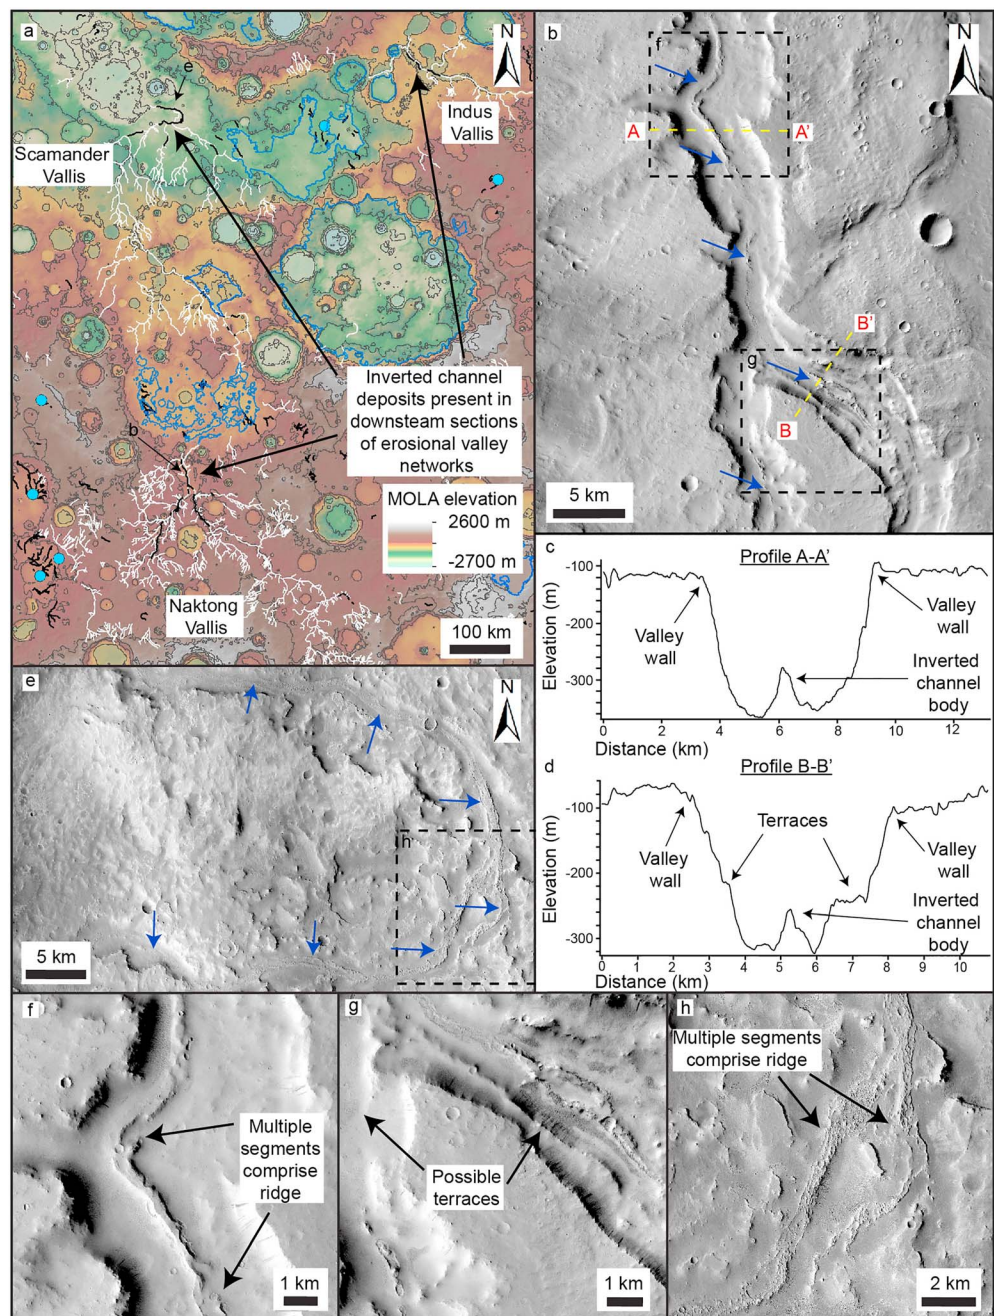 a
e
N
Indus
Vallis
Scamander
Vallis
Inverted channel
deposits present in
downsteam sections
of erosional valley
networks
b
MOLA elevation
2600 m
-2700 m
Naktong
Vallis
100 km
b
N
f
A
A'
B'
g
B
5 km
c
Profile A-A'
Elevation (m)
-100
-200
-300
Valley
wall
Valley
wall
Inverted
channel
body
0 2 4 6 8 10 12
Distance (km)
d
Profile B-B'
Elevation (m)
-100
-200
-300
Valley
wall
Terraces
Valley
wall
Inverted
channel
body
0 1 2 3 4 5 6 7 8 9 10
Distance (km)
e
N
h
5 km
f
Multiple
segments
comprise
ridge
1 km
g
Possible
terraces
1 km
h
Multiple segments
comprise ridge
2 km